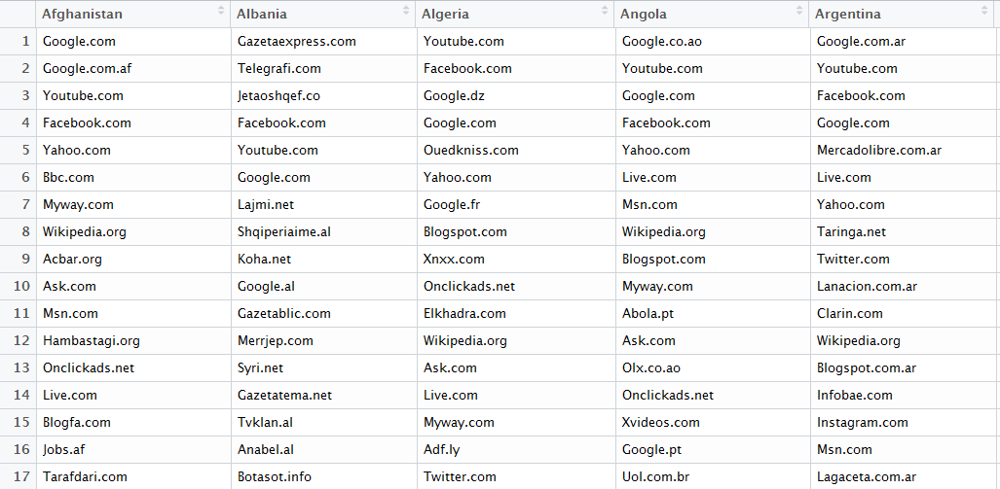 Afghanistan Albania Algeria Angola Argentina
1 Google.com Gazetaexpress.com Youtube.com Google.co.ao Google.com.ar
2 Google.com.af Telegrafi.com Facebook.com Youtube.com Youtube.com
3 Youtube.com Jetaoshqef.co Google.dz Google.com Facebook.com
4 Facebook.com Facebook.com Google.com Facebook.com Google.com
5 Yahoo.com Youtube.com Ouedkniss.com Yahoo.com Mercadolibre.com.ar
6 Bbc.com Google.com Yahoo.com Live.com Live.com
7 Myway.com Lajmi.net Google.fr Msn.com Yahoo.com
8 Wikipedia.org Shqiperiaime.al Blogspot.com Wikipedia.org Taringa.net
9 Acbar.org Koha.net Xnxx.com Blogspot.com Twitter.com
10 Ask.com Google.al Onclickads.net Myway.com Lanacion.com.ar
11 Msn.com Gazetablic.com Elkhadra.com Abola.pt Clarin.com
12 Hambastagi.org Merrjep.com Wikipedia.org Ask.com Wikipedia.org
13 Onclickads.net Syri.net Ask.com Olx.co.ao Blogspot.com.ar
14 Live.com Gazetatema.net Live.com Onclickads.net Infobae.com
15 Blogfa.com Tvklan.al Myway.com Xvideos.com Instagram.com
16 Jobs.af Anabel.al Adf.ly Google.pt Msn.com
17 Tarafdari.com Botasot.info Twitter.com Uol.com.br Lagaceta.com.ar